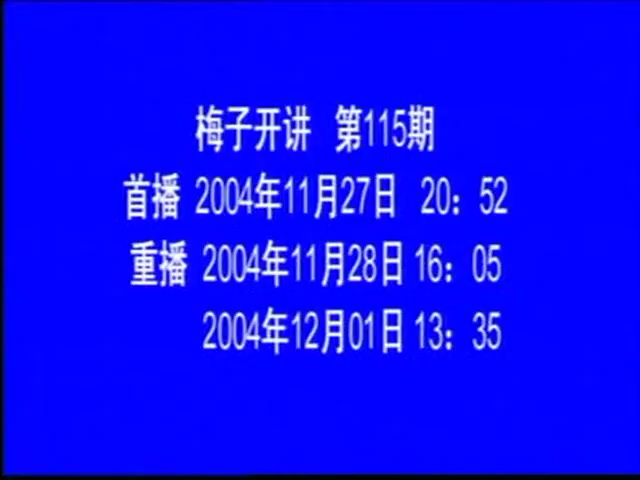 梅子开讲 第115期
首播 2004年11月27日 20：52
重播 2004年11月28日 16：05
2004年12月01日 13：35